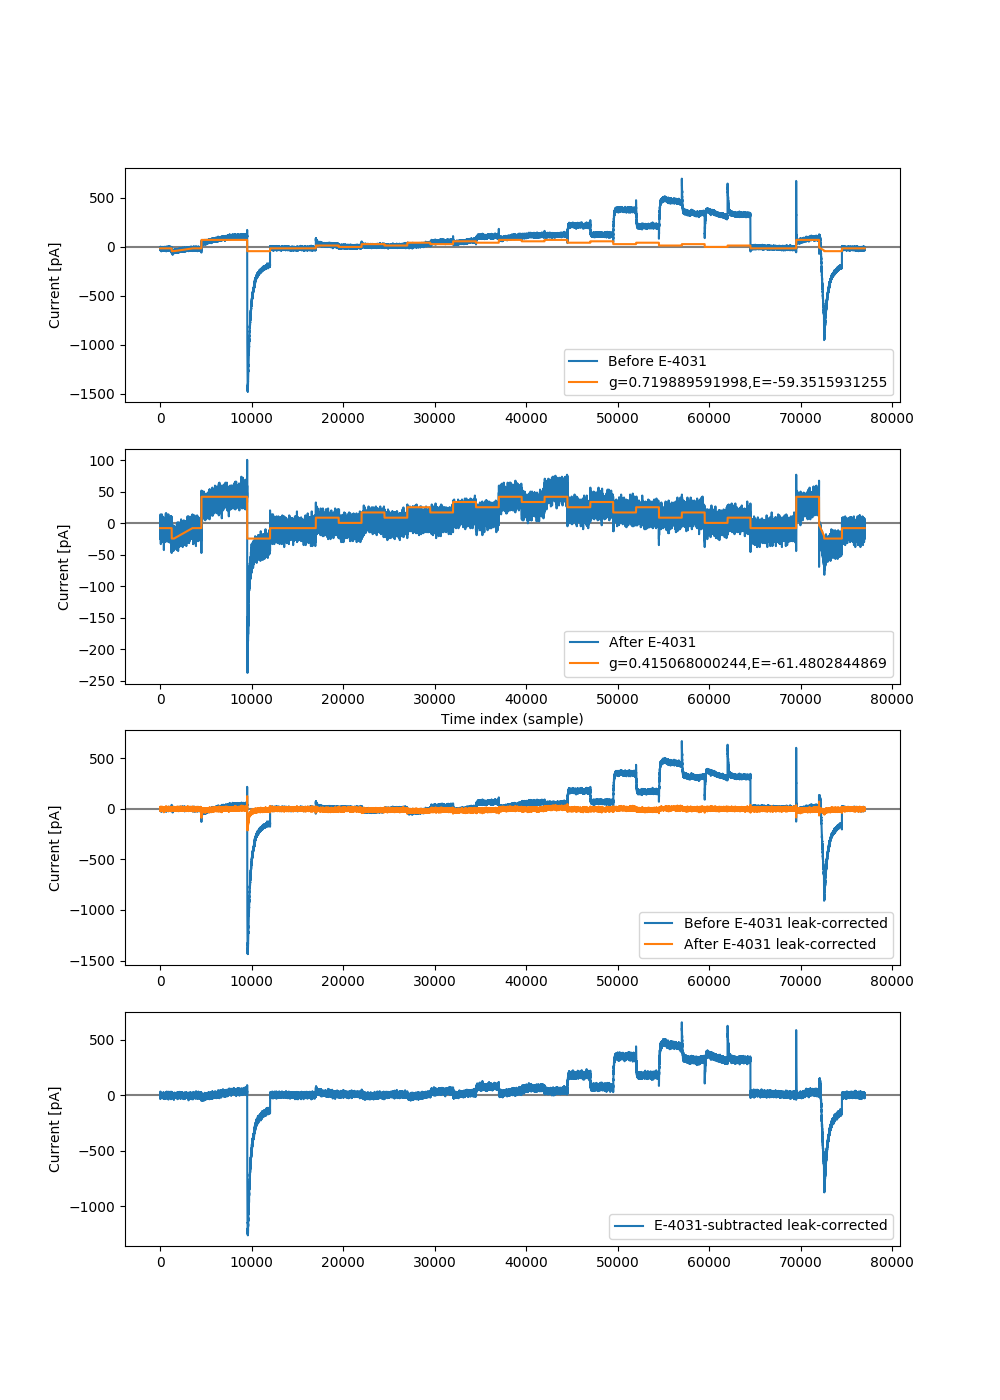 500
0
−500
−1000
−1500
Current [pA]
Before E-4031
g=0.719889591998,E=-59.3515931255
0 10000 20000 30000 40000 50000 60000 70000 80000
100
50
0
−50
−100
−150
−200
−250
Current [pA]
After E-4031
g=0.415068000244,E=-61.4802844869
0 10000 20000 30000 40000 50000 60000 70000 80000
Time index (sample)
500
0
−500
−1000
−1500
Current [pA]
Before E-4031 leak-corrected
After E-4031 leak-corrected
0 10000 20000 30000 40000 50000 60000 70000 80000
500
0
−500
−1000
Current [pA]
E-4031-subtracted leak-corrected
0 10000 20000 30000 40000 50000 60000 70000 80000